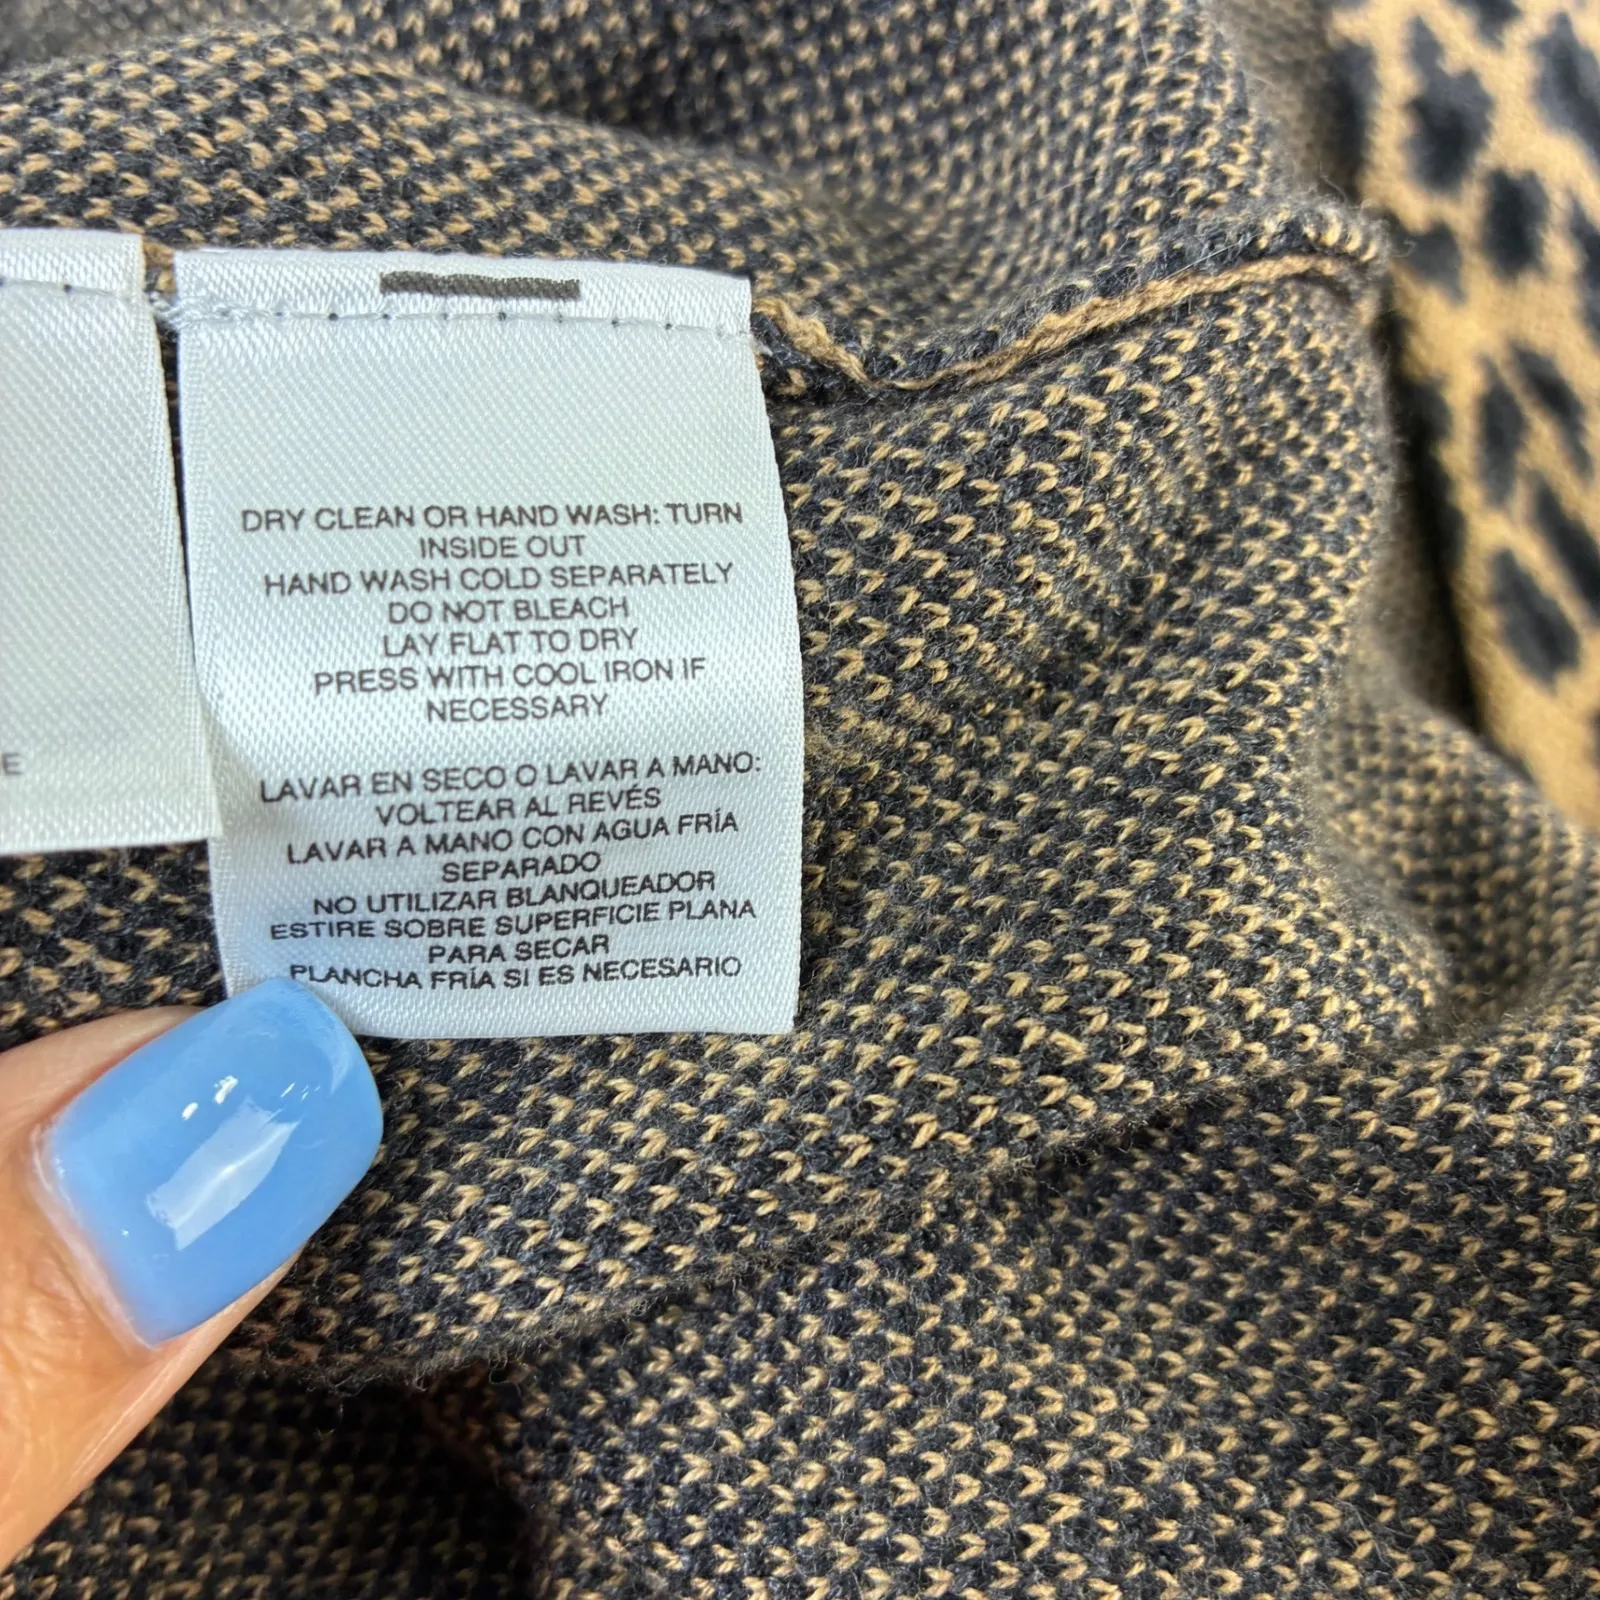 DRY CLEAN OR HAND WASH: TURN
INSIDE OUT
HAND WASH COLD SEPARATELY
DO NOT BLEACH
LAY FLAT TO DRY
PRESS WITH COOL IRON IF
NECESSARY
LAVAR EN SECO O LAVAR A MANO:
VOLTEAR AL REVÉS
LAVAR A MANO CON AGUA FRÍA
SEPARADO
NO UTILIZAR BLANQUEADOR
ESTIRE SOBRE SUPERFICIE PLANA
PARA SECAR
PLANCHA FRÍA SI ES NECESARIO